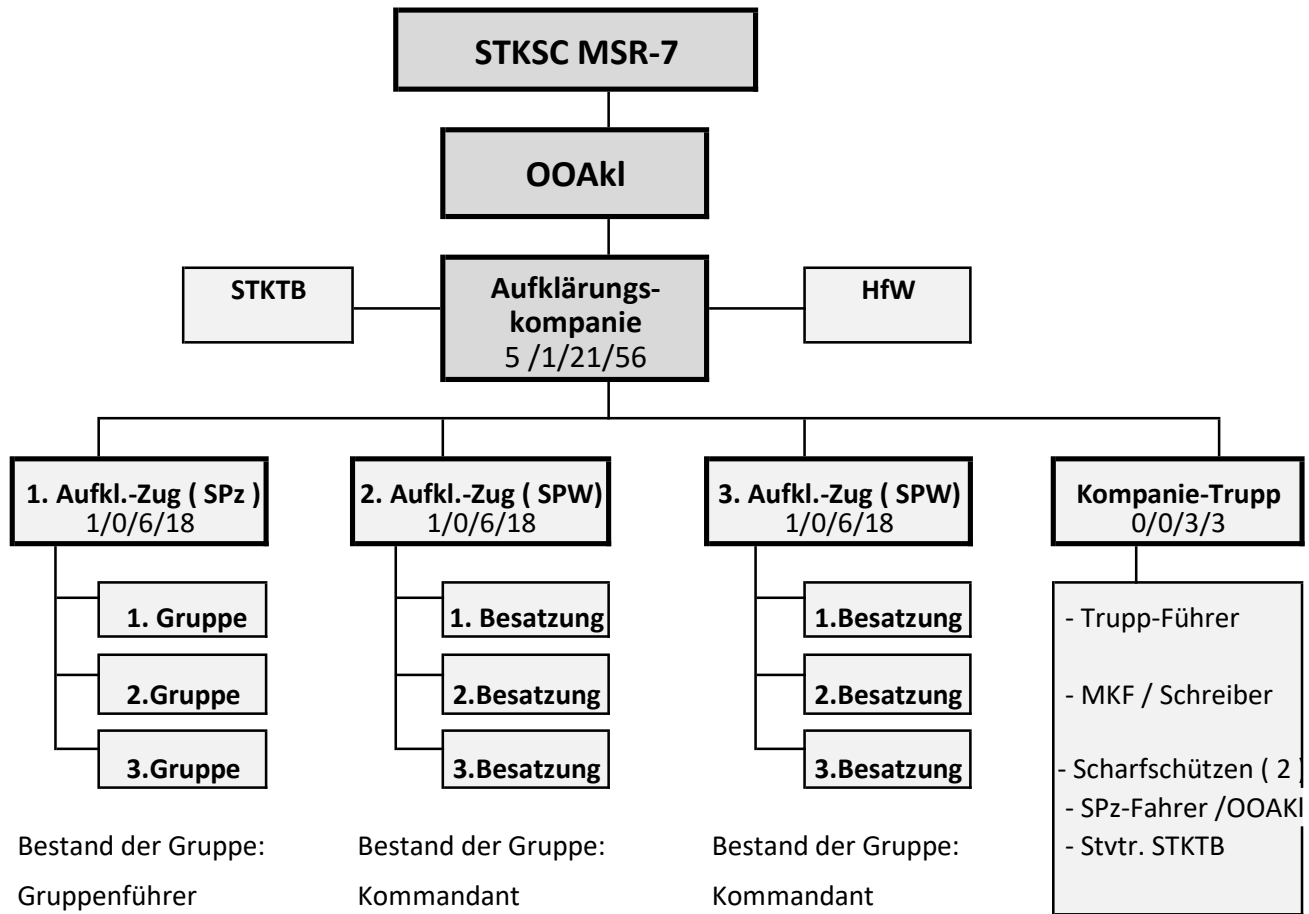 STKSC MSR-7
OOAkl
STKTB
Aufklärungs-
kompanie
5 /1/21/56
HfW
1. Aufkl.-Zug ( SPz )
1/0/6/18
2. Aufkl.-Zug ( SPW)
1/0/6/18
3. Aufkl.-Zug ( SPW)
1/0/6/18
Kompanie-Trupp
0/0/3/3
1. Gruppe
2.Gruppe
3.Gruppe
1. Besatzung
2.Besatzung
3.Besatzung
1.Besatzung
2.Besatzung
3.Besatzung
- Trupp-Führer
- MKF / Schreiber
- Scharfschützen ( 2 )
- SPz-Fahrer /OOAKl
- Stvtr. STKTB
Bestand der Gruppe:
Gruppenführer
Bestand der Gruppe:
Kommandant
Bestand der Gruppe:
Kommandant